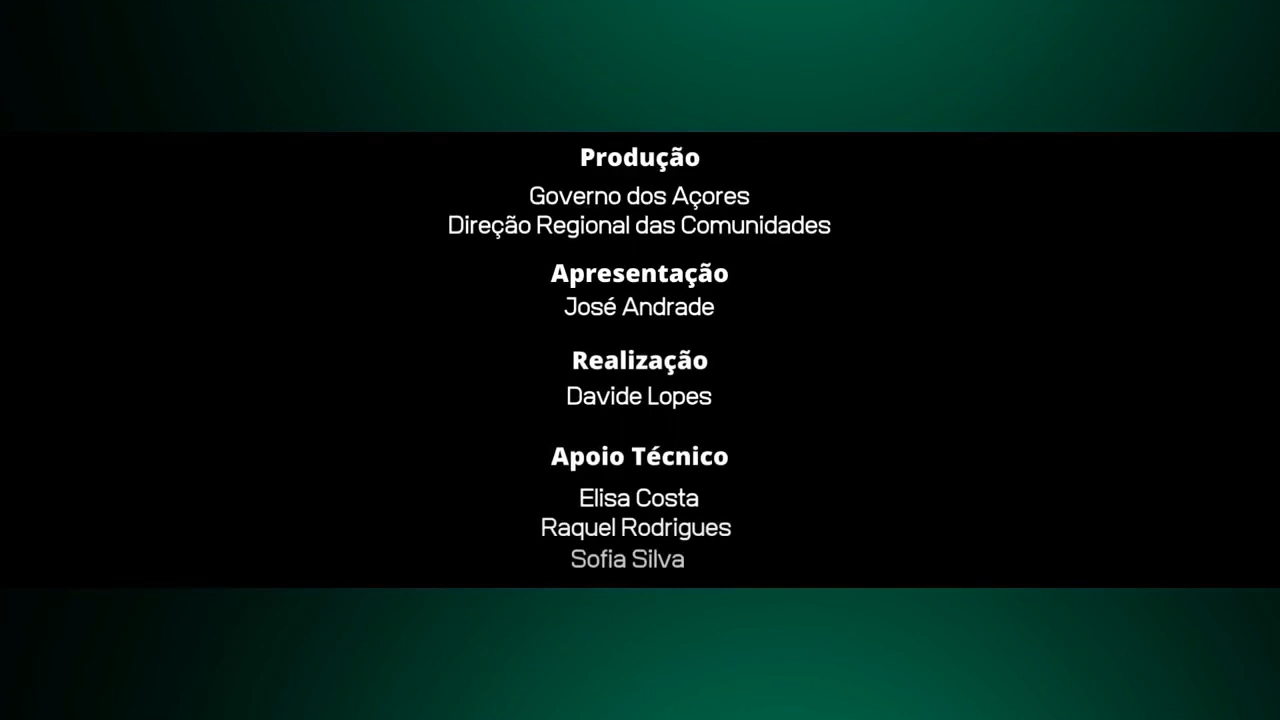 Produção
Governo dos Açores
Direção Regional das Comunidades
Apresentação
José Andrade
Realização
Davide Lopes
Apoio Técnico
Elisa Costa
Raquel Rodrigues
Sofia Silva